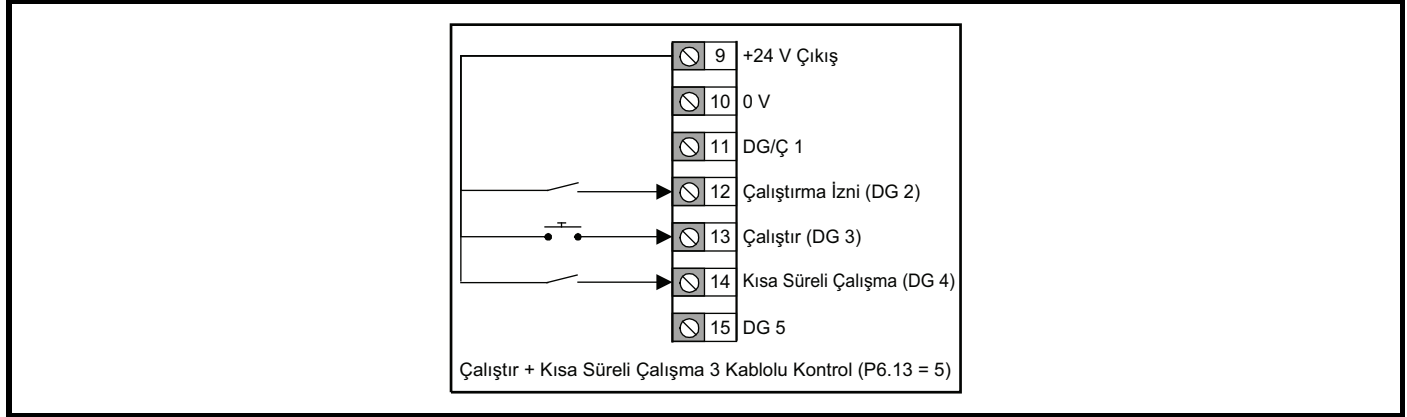 9 +24 V Çıkış
10 0 V
11 DG/Ç 1
12 Çalıştırma İzni (DG 2)
13 Çalıştır (DG 3)
14 Kısa Süreli Çalışma (DG 4)
15 DG 5
Çalıştır + Kısa Süreli Çalışma 3 Kablolu Kontrol (P6.13 = 5)